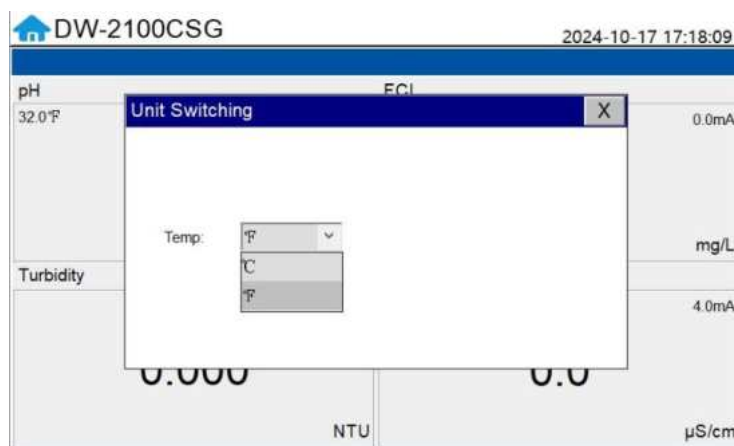 DW-2100CSG
2024-10-17 17:18:09
pH
32.0℉
0.0mA
mg/L
Unit Switching
X
Temp:
℉
℃
℉
Turbidity
4.0mA
0.000
NTU
0.0
μS/cm